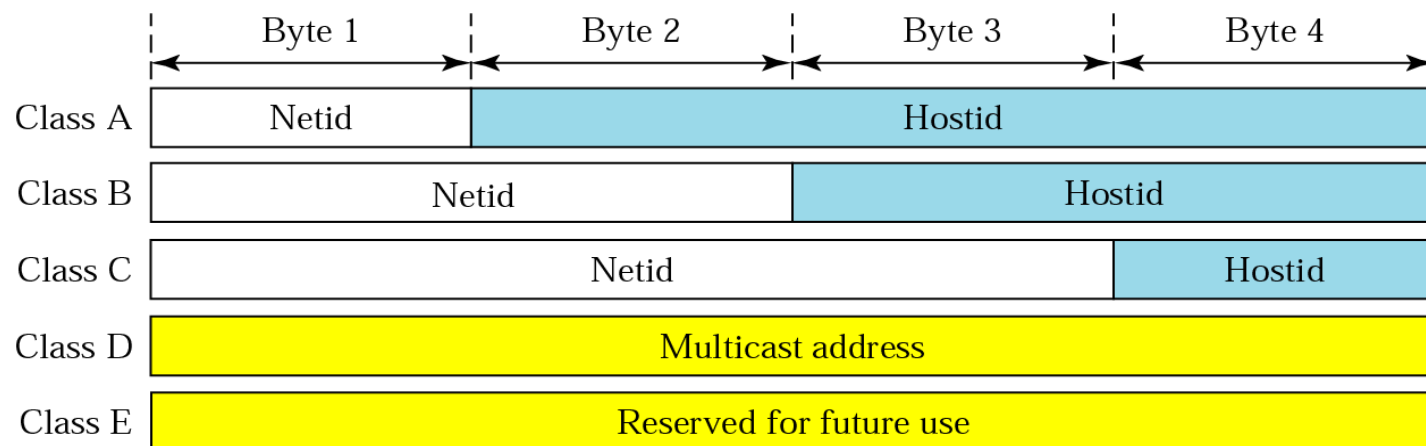 Byte 1 Byte 2 Byte 3 Byte 4
Class A Netid Hostid
Class B Netid Hostid
Class C Netid Hostid
Class D Multicast address
Class E Reserved for future use